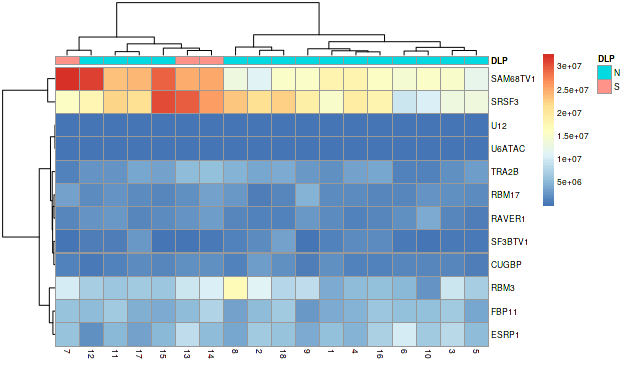 DLP
SAM68TV1
SRSF3
U12
U6ATAC
TRA2B
RBM17
RAVER1
SF3BTV1
CUGBP
RBM3
FBP11
ESRP1
7 12 11 17 15 13 14 8 2 18 9 1 4 16 6 10 3 5
3e+07
2.5e+07
2e+07
1.5e+07
1e+07
5e+06
DLP
N
S